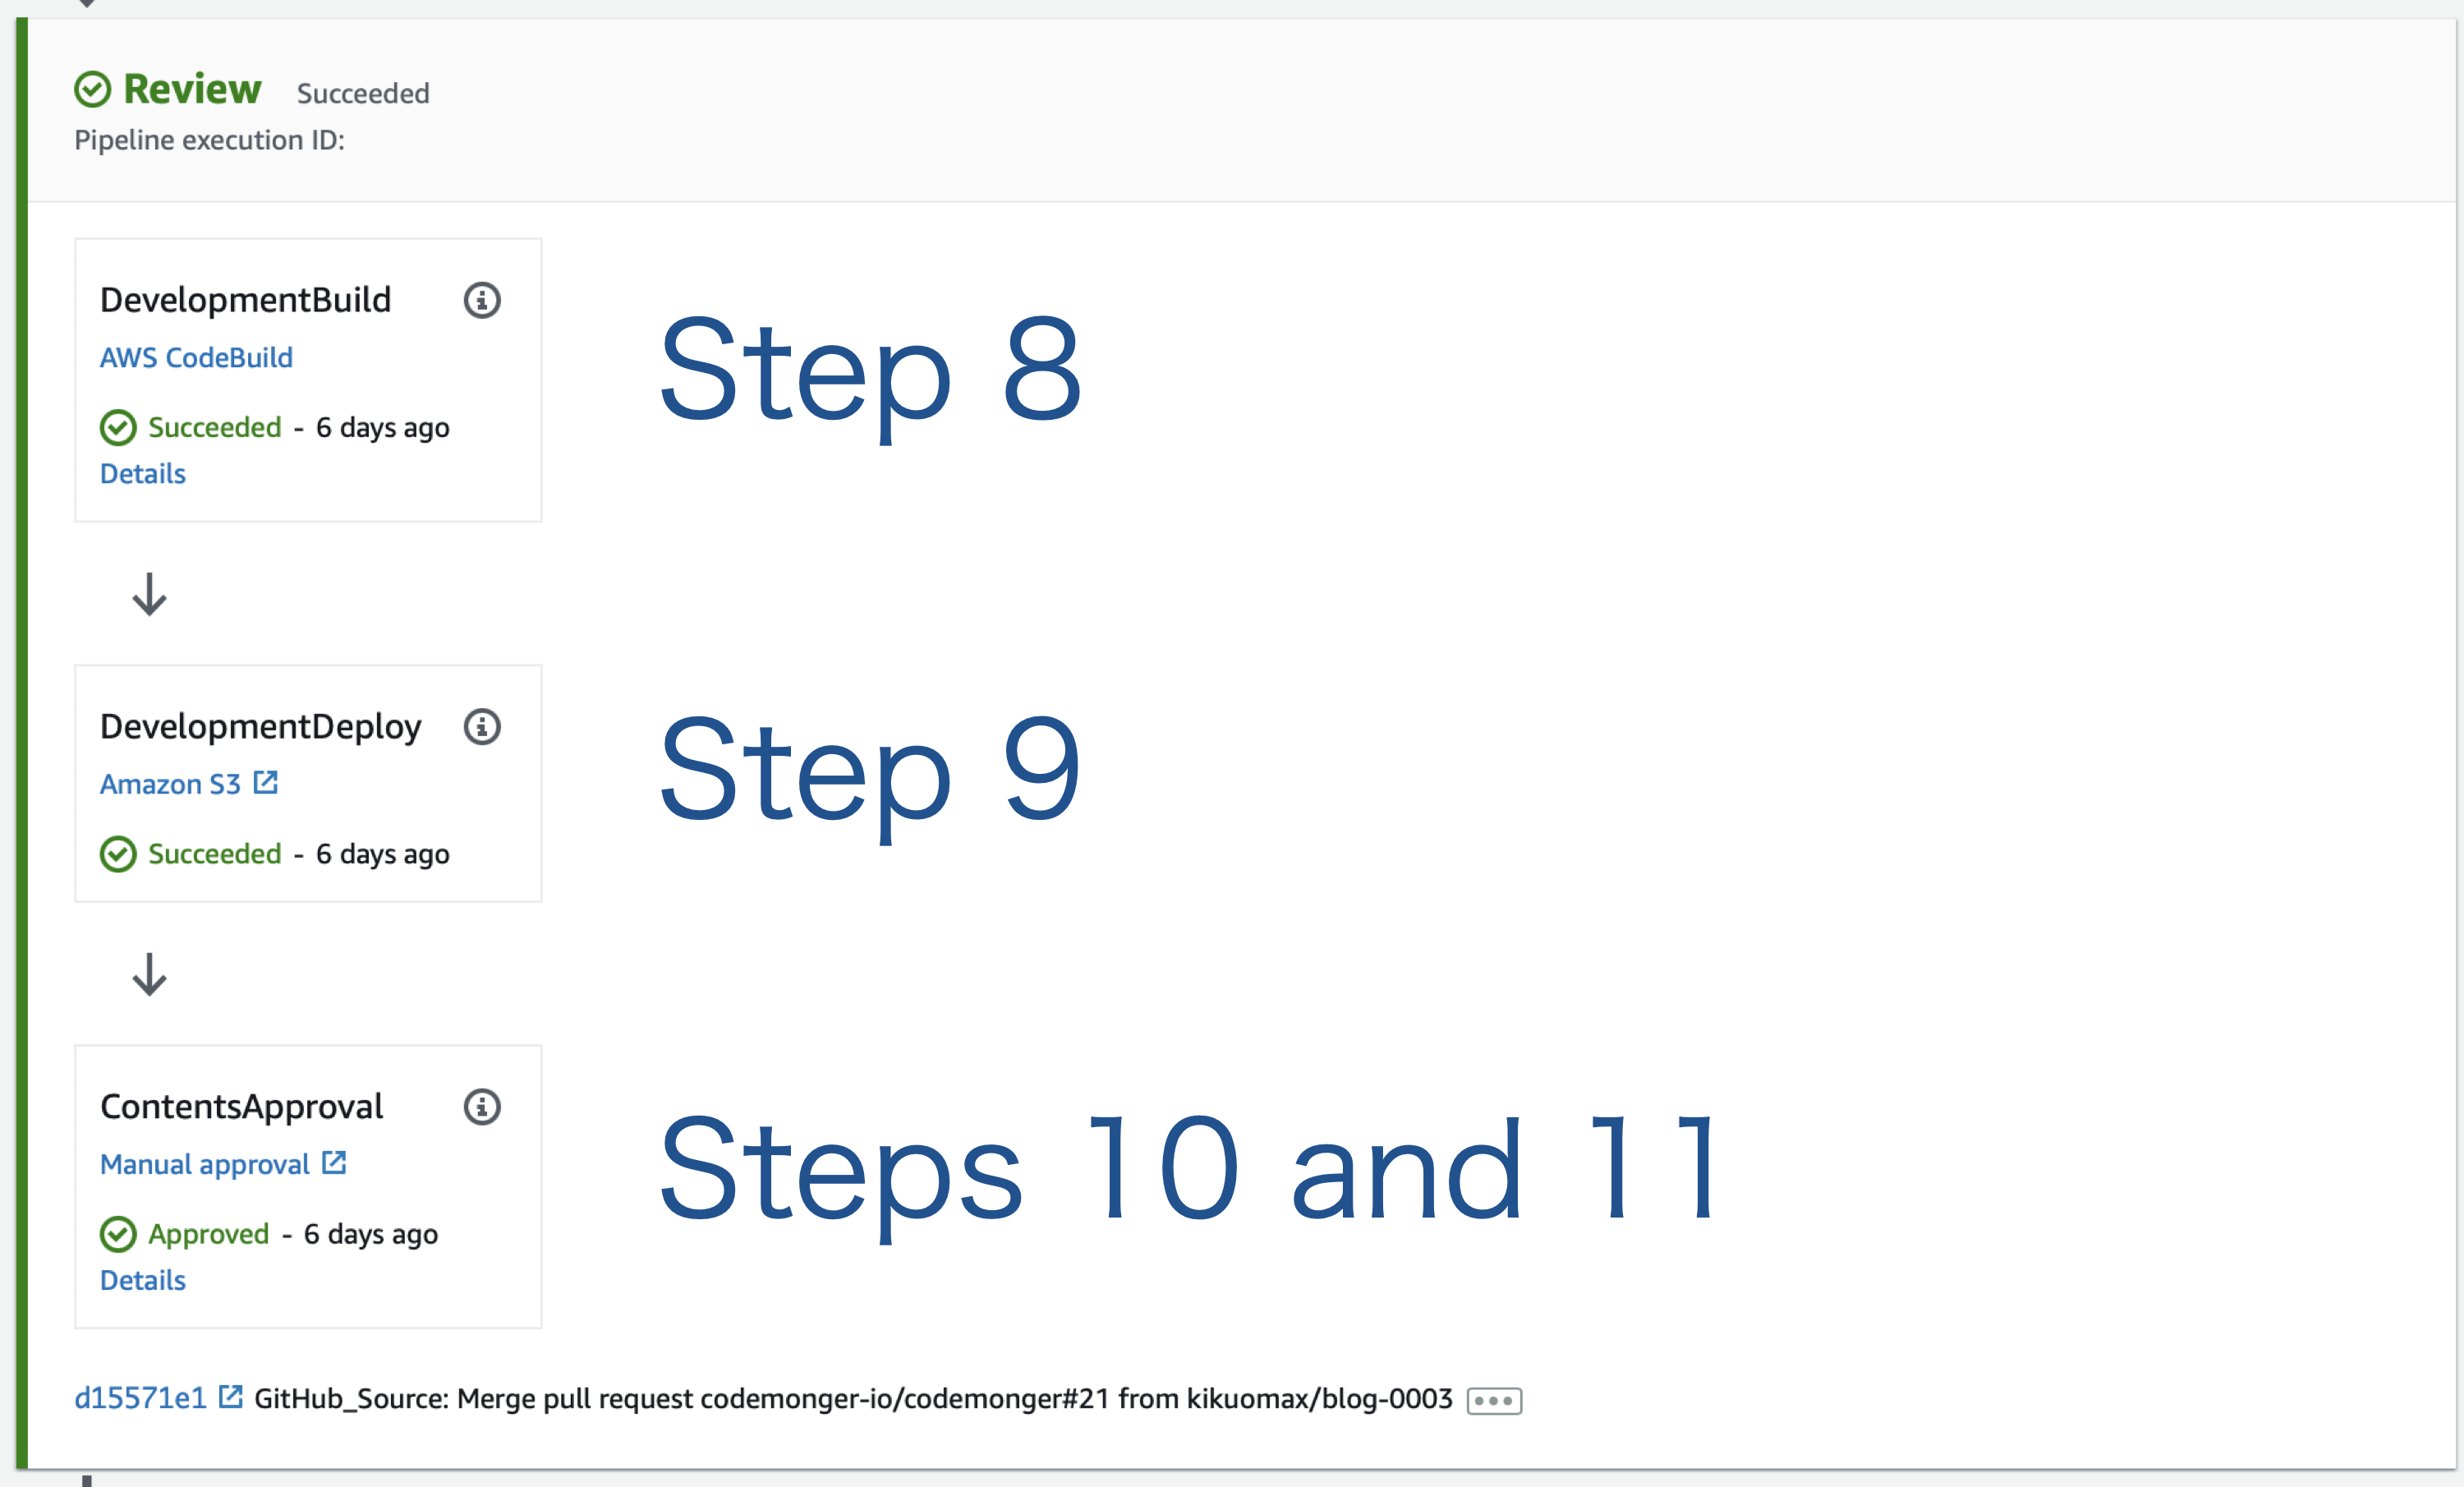 Review Succeeded
Pipeline execution ID:
DevelopmentBuild
AWS CodeBuild
Succeeded - 6 days ago
Details
Step 8
DevelopmentDeploy
Amazon S3
Succeeded - 6 days ago
Step 9
ContentsApproval
Manual approval
Approved - 6 days ago
Details
Steps 10 and 11
d15571e1 GitHub_Source: Merge pull request codemonger-io/codemonger#21 from kikuomax/blog-0003